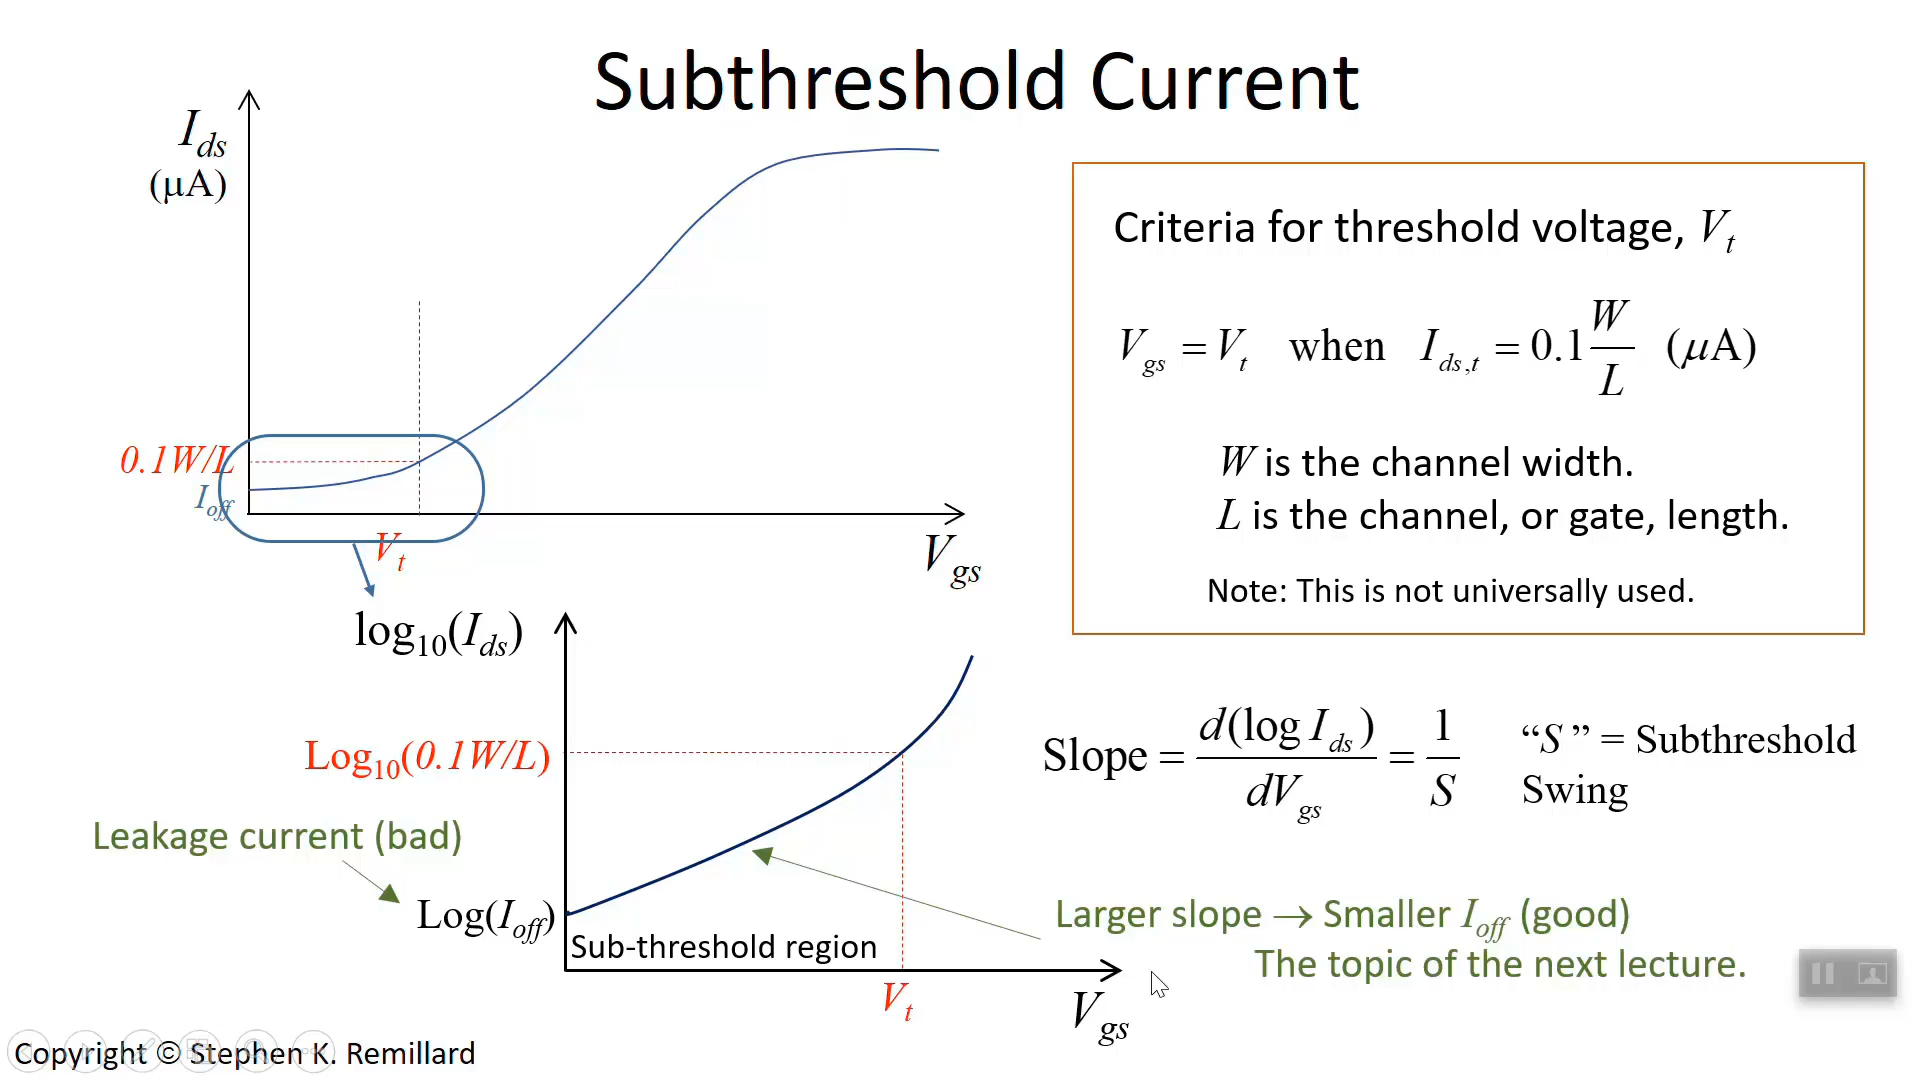 Subthreshold Current
I_ds
(μA)
0.1W/L
I_off
V_t
V_gs
Criteria for threshold voltage, V_t
V_gs = V_t when I_ds,t = 0.1 W/L (μA)
W is the channel width.
L is the channel, or gate, length.
Note: This is not universally used.
log₁₀(I_ds)
Log₁₀(0.1W/L)
Leakage current (bad)
Log(I_off)
Sub-threshold region
V_t
V_gs
Slope = d(log I_ds)/dV_gs = 1/S
“S” = Subthreshold
Swing
Larger slope → Smaller I_off (good)
The topic of the next lecture.
Copyright © Stephen K. Remillard